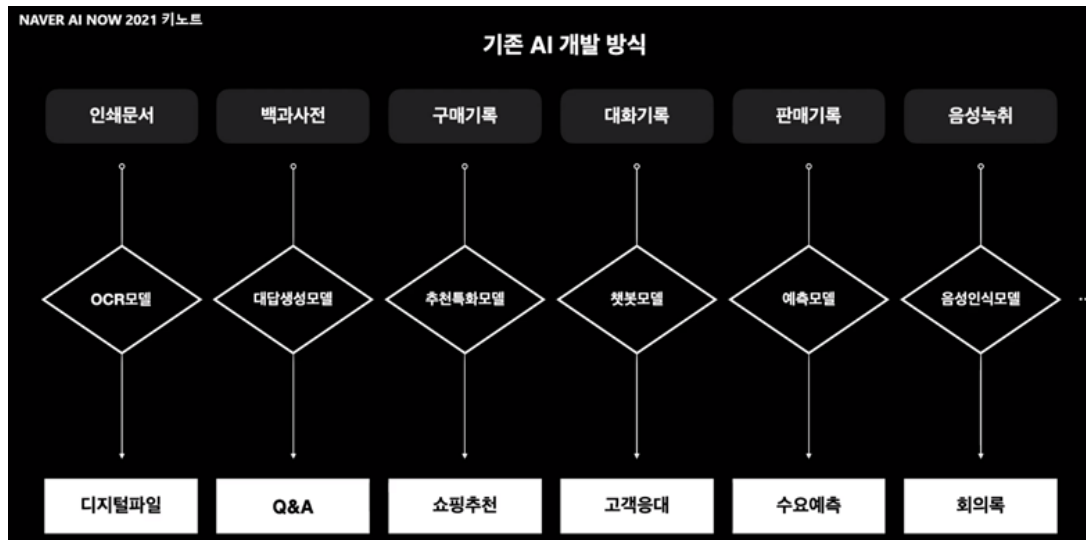 NAVER AI NOW 2021 키노트
기존 AI 개발 방식
인쇄문서 백과사전 구매기록 대화기록 판매기록 음성녹취
OCR모델 대답생성모델 추천특화모델 챗봇모델 예측모델 음성인식모델 ...
디지털파일 Q&A 쇼핑추천 고객응대 수요예측 회의록